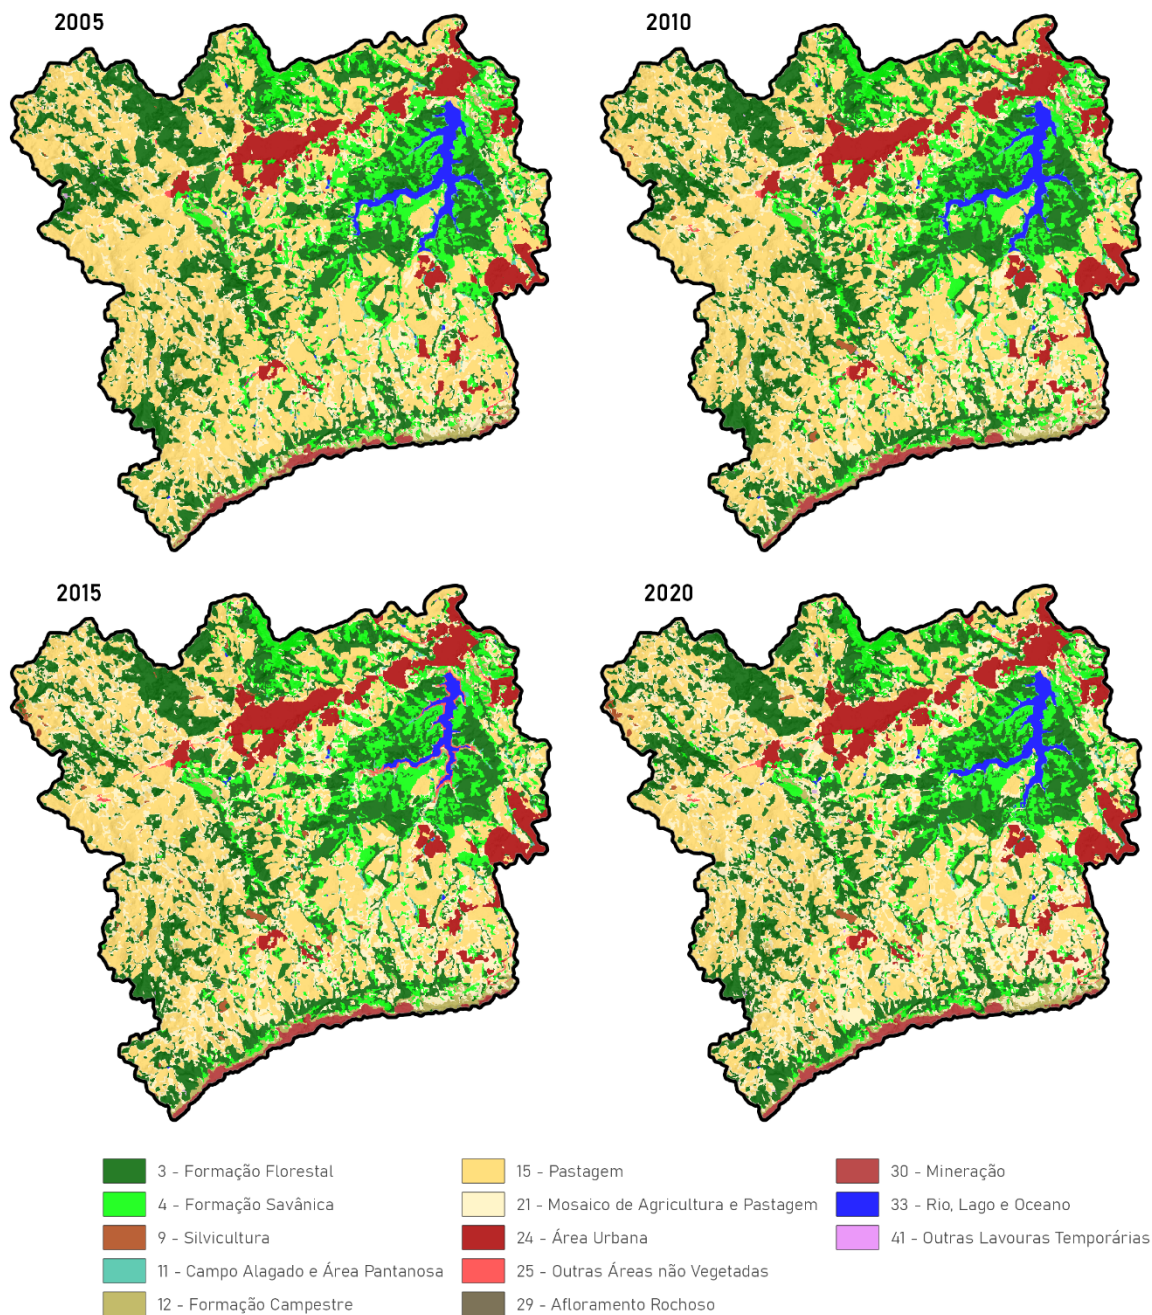 2005
2010
2015
2020
3 - Formação Florestal
4 - Formação Savânica
9 - Silvicultura
11 - Campo Alagado e Área Pantanosa
12 - Formação Campestre
15 - Pastagem
21 - Mosaico de Agricultura e Pastagem
24 - Área Urbana
25 - Outras Áreas não Vegetadas
29 - Afloramento Rochoso
30 - Mineração
33 - Rio, Lago e Oceano
41 - Outras Lavouras Temporárias